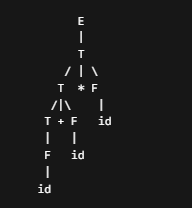 E
|
T
/ | \
T * F
/|\ |
T + F id
| |
F id
|
id